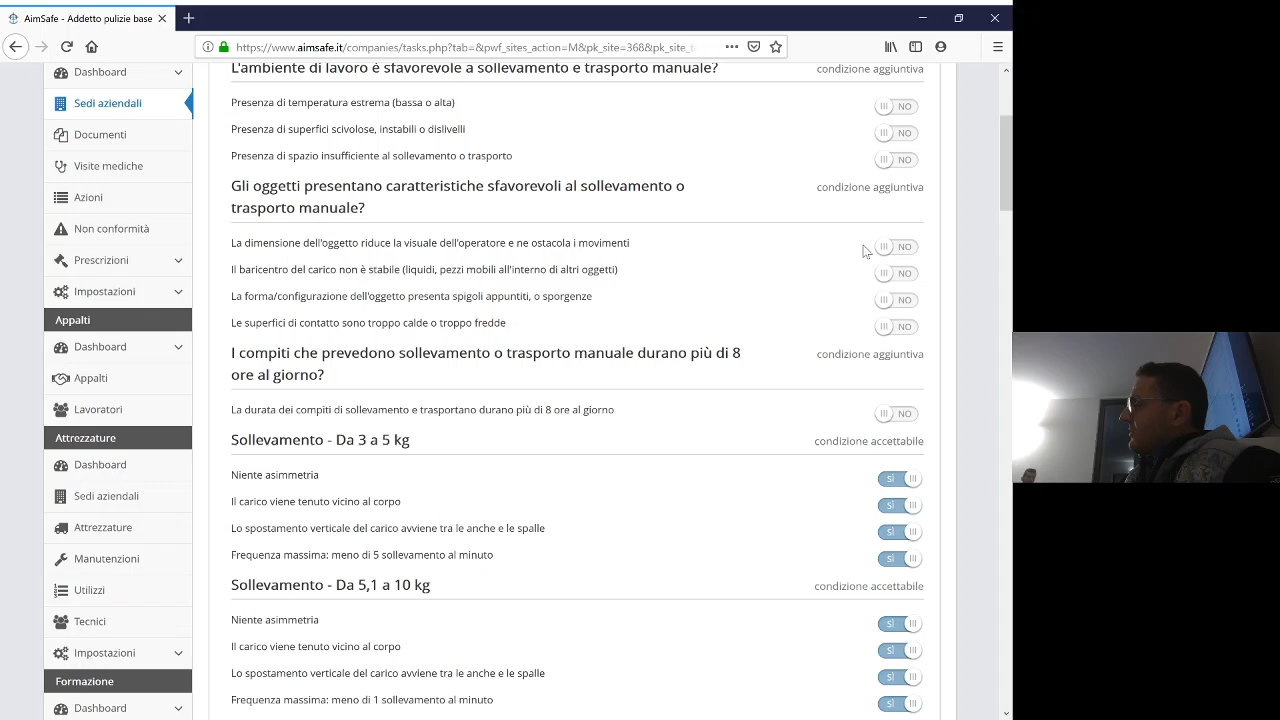 AimSafe - Addetto pulizie base
https://www.aimsafe.it/companies/tasks.php?tab=&pwf_sites_action=M&pk_site=368&pk_site_t
Dashboard
Sedi aziendali
Documenti
Visite mediche
Azioni
Non conformità
Prescrizioni
Impostazioni
Appalti
Dashboard
Appalti
Lavoratori
Attrezzature
Dashboard
Sedi aziendali
Attrezzature
Manutenzioni
Utilizzi
Tecnici
Impostazioni
Formazione
Dashboard
L'ambiente di lavoro è sfavorevole a sollevamento e trasporto manuale? condizione aggiuntiva
Presenza di temperatura estrema (bassa o alta) NO
Presenza di superfici scivolose, instabili o dislivelli NO
Presenza di spazio insufficiente al sollevamento o trasporto NO
Gli oggetti presentano caratteristiche sfavorevoli al sollevamento o condizione aggiuntiva
trasporto manuale?
La dimensione dell'oggetto riduce la visuale dell'operatore e ne ostacola i movimenti NO
Il baricentro del carico non è stabile (liquidi, pezzi mobili all'interno di altri oggetti) NO
La forma/configurazione dell'oggetto presenta spigoli appuntiti, o sporgenze NO
Le superfici di contatto sono troppo calde o troppo fredde NO
I compiti che prevedono sollevamento o trasporto manuale durano più di 8 condizione aggiuntiva
ore al giorno?
La durata dei compiti di sollevamento e trasportano durano più di 8 ore al giorno NO
Sollevamento - Da 3 a 5 kg condizione accettabile
Niente asimmetria SÌ
Il carico viene tenuto vicino al corpo SÌ
Lo spostamento verticale del carico avviene tra le anche e le spalle SÌ
Frequenza massima: meno di 5 sollevamento al minuto SÌ
Sollevamento - Da 5,1 a 10 kg condizione accettabile
Niente asimmetria SÌ
Il carico viene tenuto vicino al corpo SÌ
Lo spostamento verticale del carico avviene tra le anche e le spalle SÌ
Frequenza massima: meno di 1 sollevamento al minuto SÌ